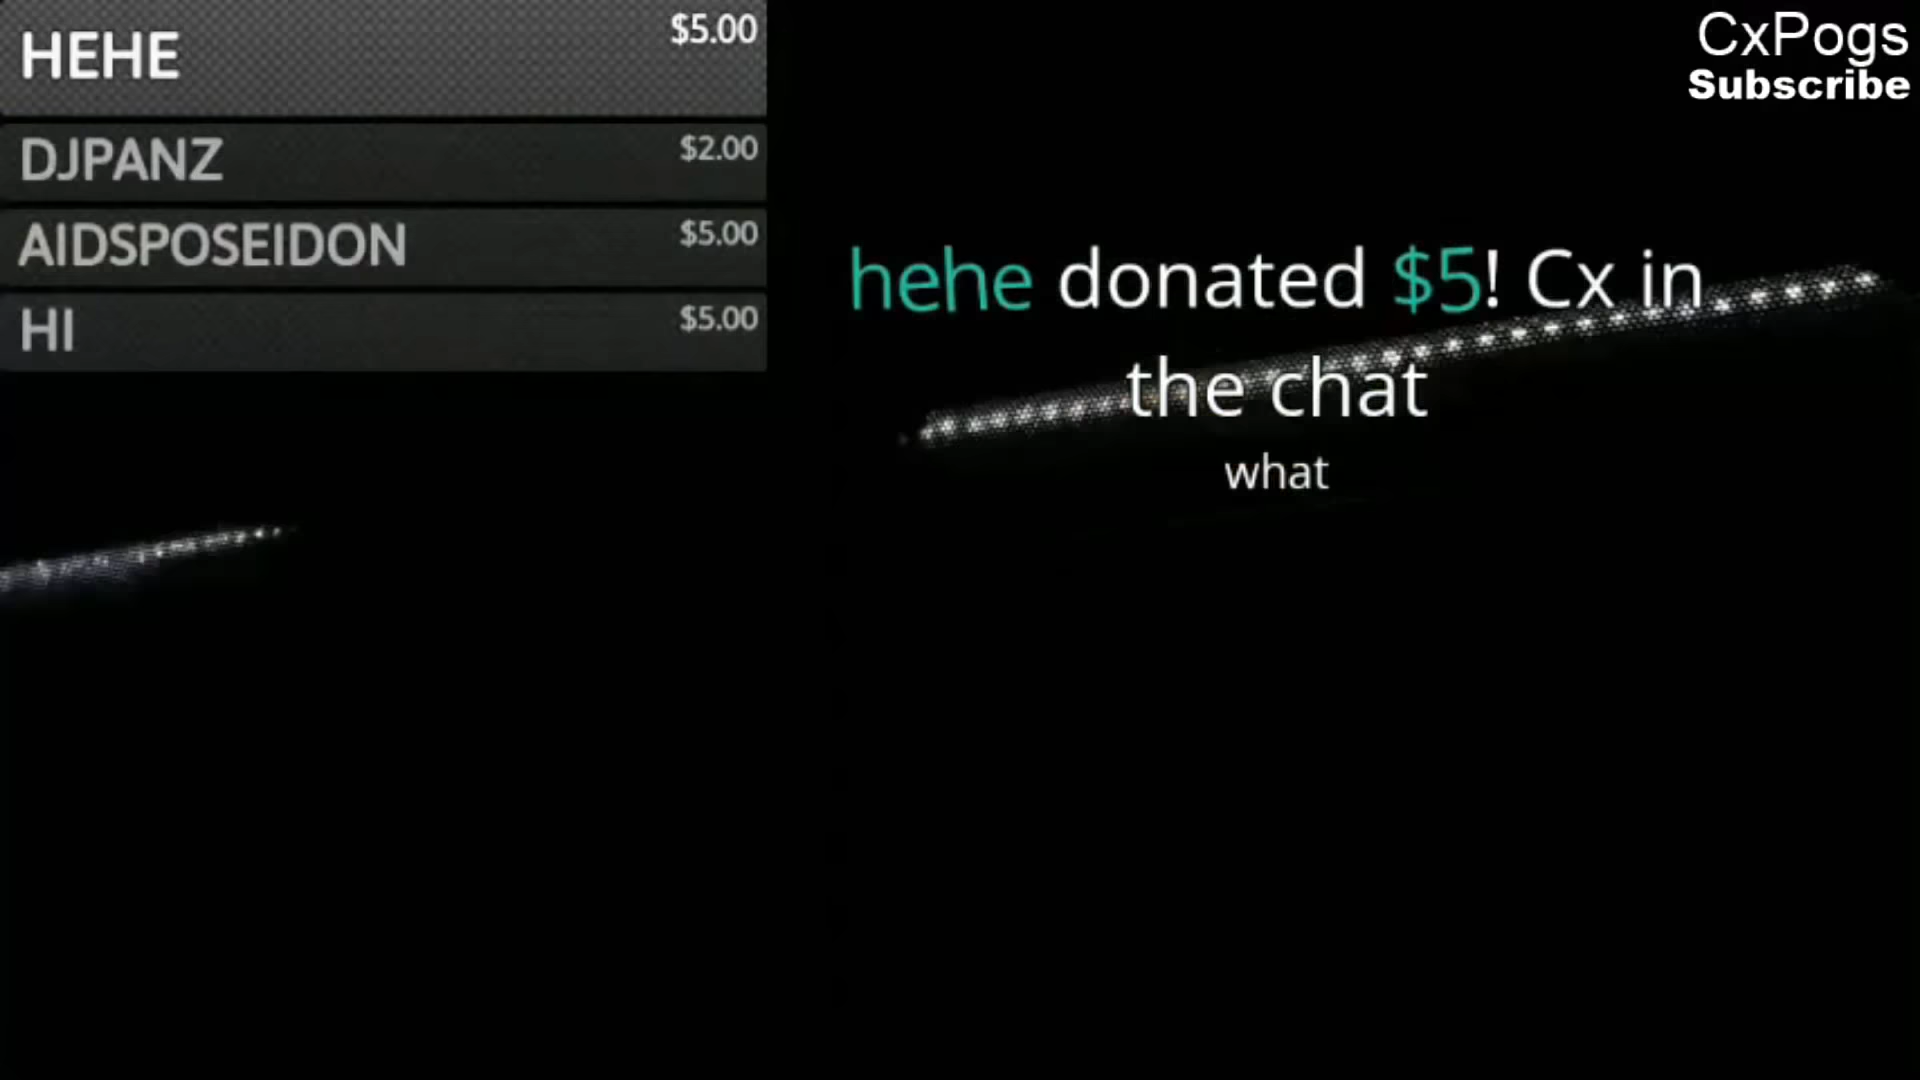 HEHE $5.00
DJPANZ $2.00
AIDSPOSEIDON $5.00
HI $5.00
CxPogs
Subscribe
hehe donated $5! Cx in
the chat
what